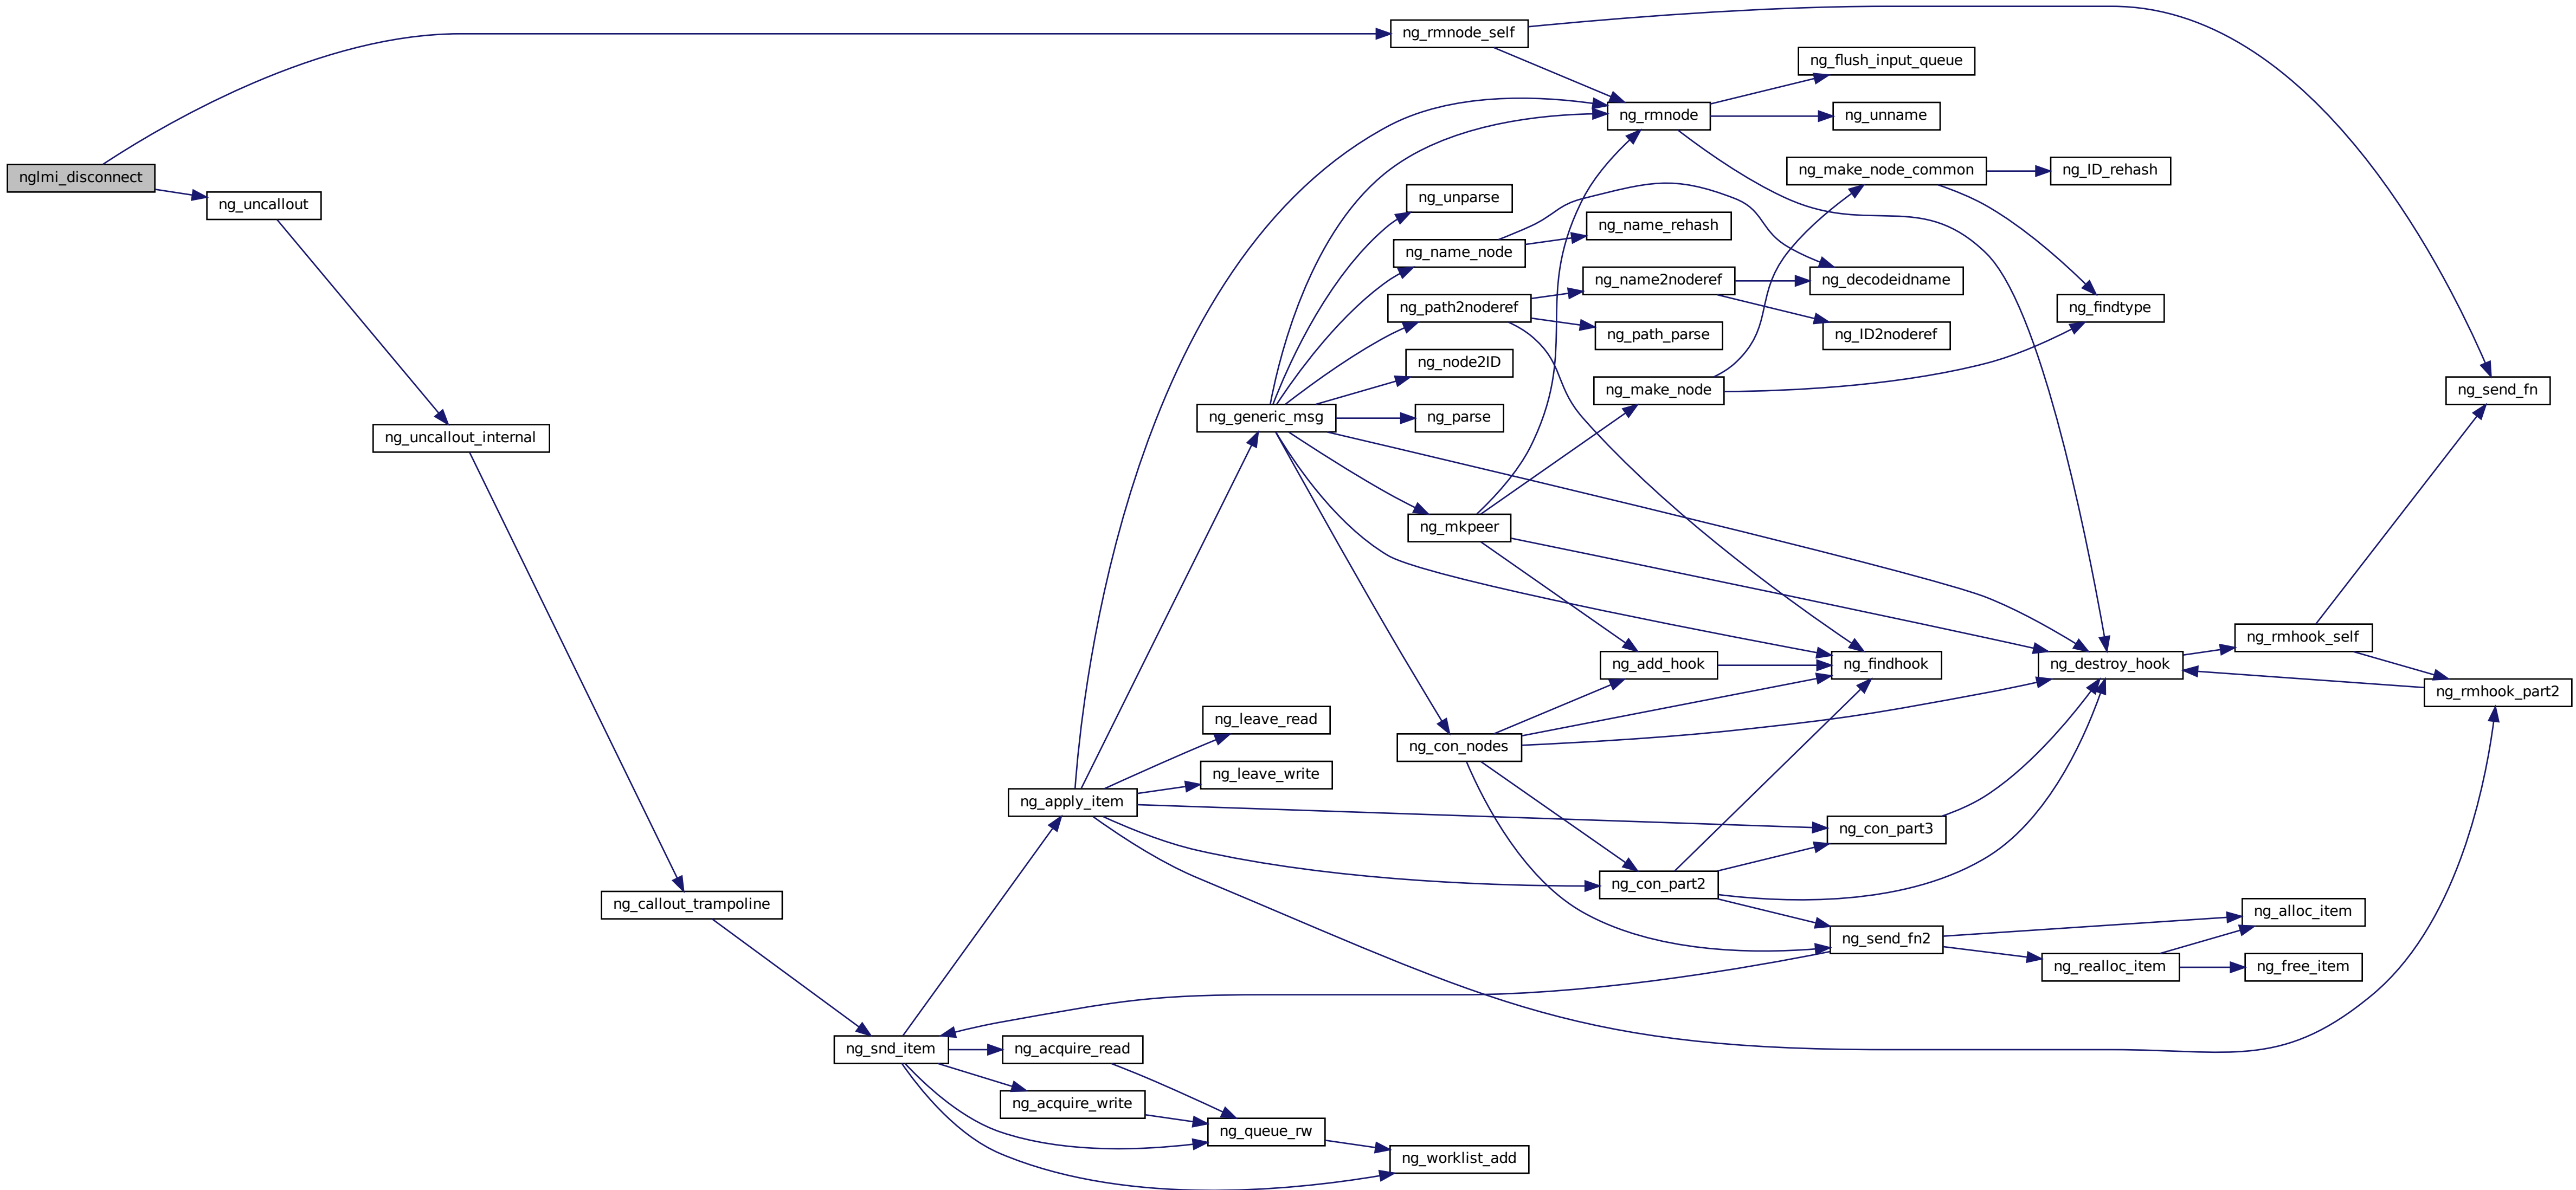 ng_rmnode_self
ng_flush_input_queue
ng_rmnode
ng_unname
nglmi_disconnect
ng_make_node_common
ng_ID_rehash
ng_uncallout
ng_unparse
ng_name_rehash
ng_name_node
ng_name2noderef
ng_decodeidname
ng_path2noderef
ng_findtype
ng_path_parse
ng_ID2noderef
ng_node2ID
ng_make_node
ng_send_fn
ng_generic_msg
ng_parse
ng_uncallout_internal
ng_mkpeer
ng_rmhook_self
ng_add_hook
ng_findhook
ng_destroy_hook
ng_rmhook_part2
ng_leave_read
ng_con_nodes
ng_leave_write
ng_apply_item
ng_con_part3
ng_con_part2
ng_callout_trampoline
ng_alloc_item
ng_send_fn2
ng_realloc_item
ng_free_item
ng_snd_item
ng_acquire_read
ng_acquire_write
ng_queue_rw
ng_worklist_add